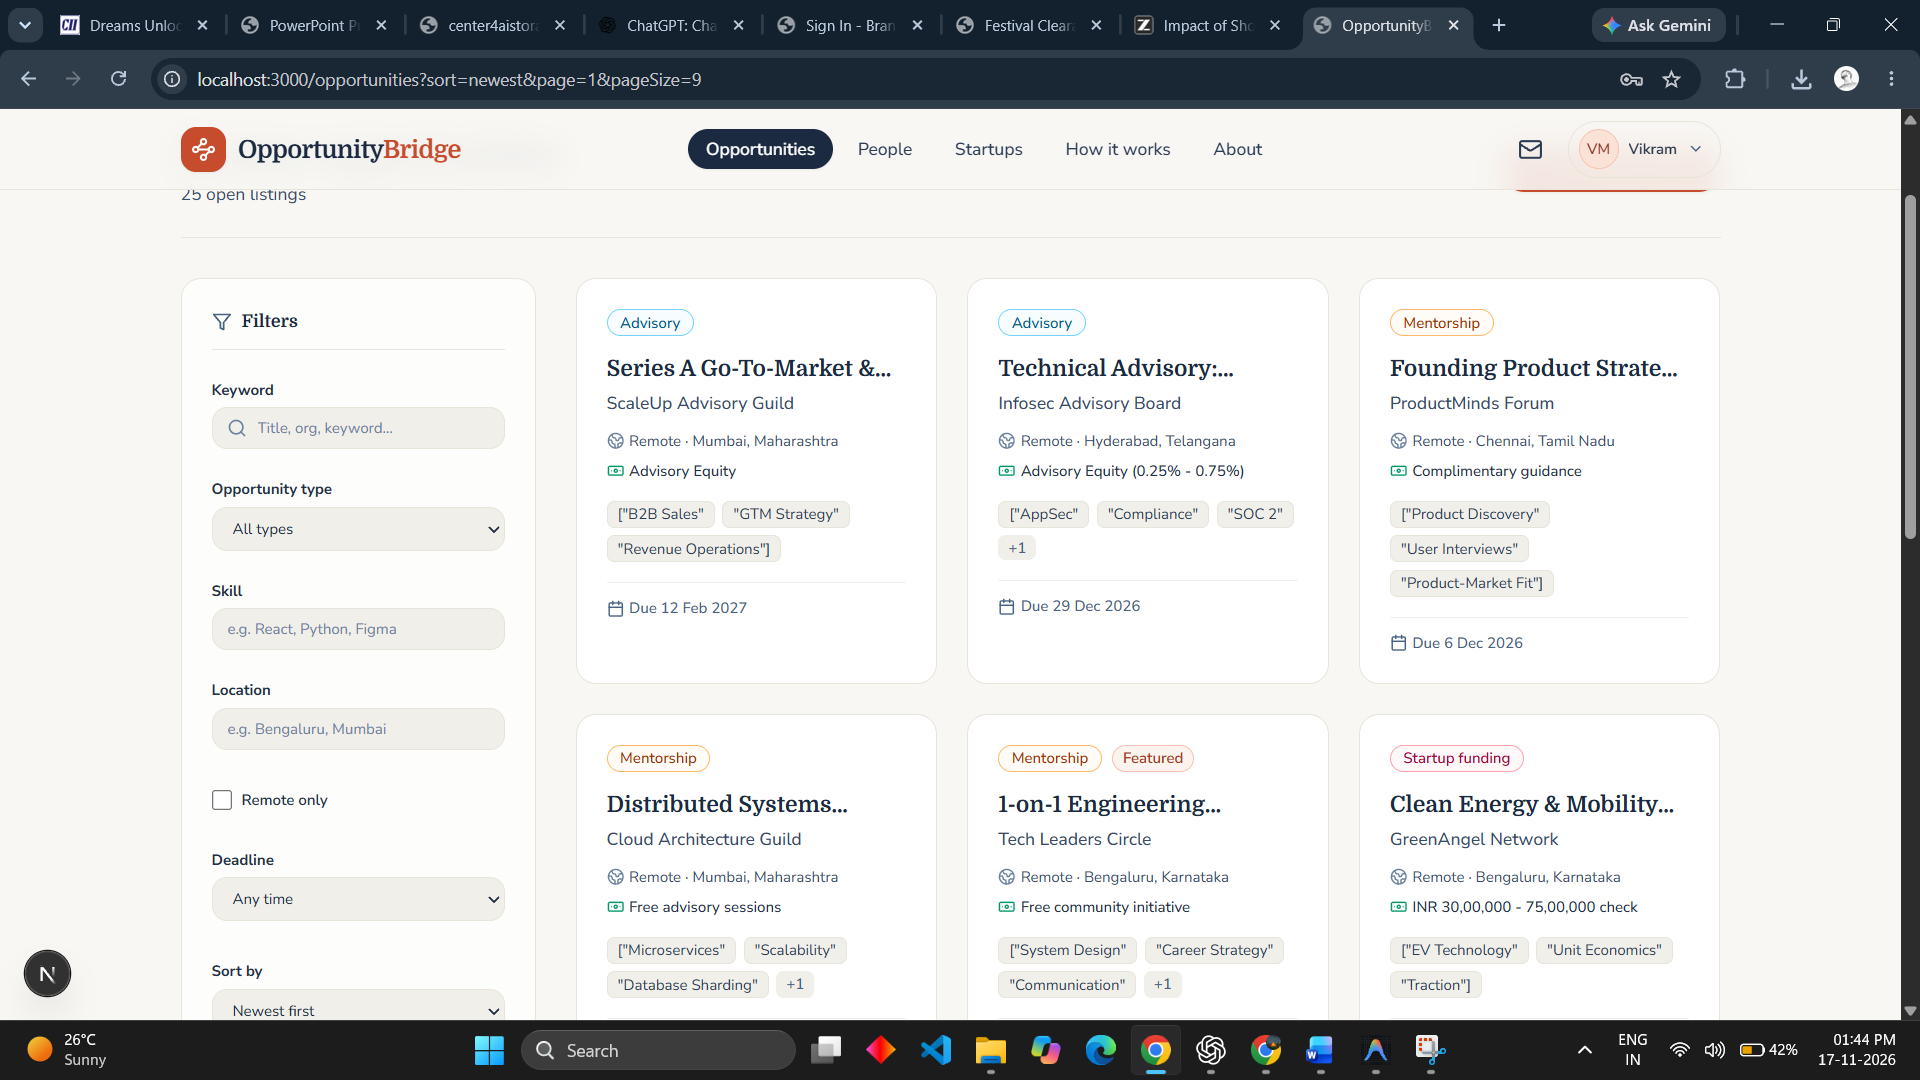 Dreams Unloc
PowerPoint P
center4aistor
ChatGPT: Cha
Sign In - Bran
Festival Cleara
Impact of Sho
OpportunityB
Ask Gemini
localhost:3000/opportunities?sort=newest&page=1&pageSize=9
OpportunityBridge
Opportunities
People
Startups
How it works
About
VM
Vikram
25 open listings
Filters
Keyword
Title, org, keyword...
Opportunity type
All types
Skill
e.g. React, Python, Figma
Location
e.g. Bengaluru, Mumbai
Remote only
Deadline
Any time
Sort by
Newest first
Advisory
Series A Go-To-Market &...
ScaleUp Advisory Guild
Remote · Mumbai, Maharashtra
Advisory Equity
["B2B Sales" "GTM Strategy"
"Revenue Operations"]
Due 12 Feb 2027
Advisory
Technical Advisory:...
Infosec Advisory Board
Remote · Hyderabad, Telangana
Advisory Equity (0.25% - 0.75%)
["AppSec" "Compliance" "SOC 2"
+1
Due 29 Dec 2026
Mentorship
Founding Product Strate...
ProductMinds Forum
Remote · Chennai, Tamil Nadu
Complimentary guidance
["Product Discovery"
"User Interviews"
"Product-Market Fit"]
Due 6 Dec 2026
Mentorship
Distributed Systems...
Cloud Architecture Guild
Remote · Mumbai, Maharashtra
Free advisory sessions
["Microservices" "Scalability"
"Database Sharding" +1
Mentorship Featured
1-on-1 Engineering...
Tech Leaders Circle
Remote · Bengaluru, Karnataka
Free community initiative
["System Design" "Career Strategy"
"Communication" +1
Startup funding
Clean Energy & Mobility...
GreenAngel Network
Remote · Bengaluru, Karnataka
INR 30,00,000 - 75,00,000 check
["EV Technology" "Unit Economics"
"Traction"]
N
26°C
Sunny
Search
ENG
IN
42%
01:44 PM
17-11-2026